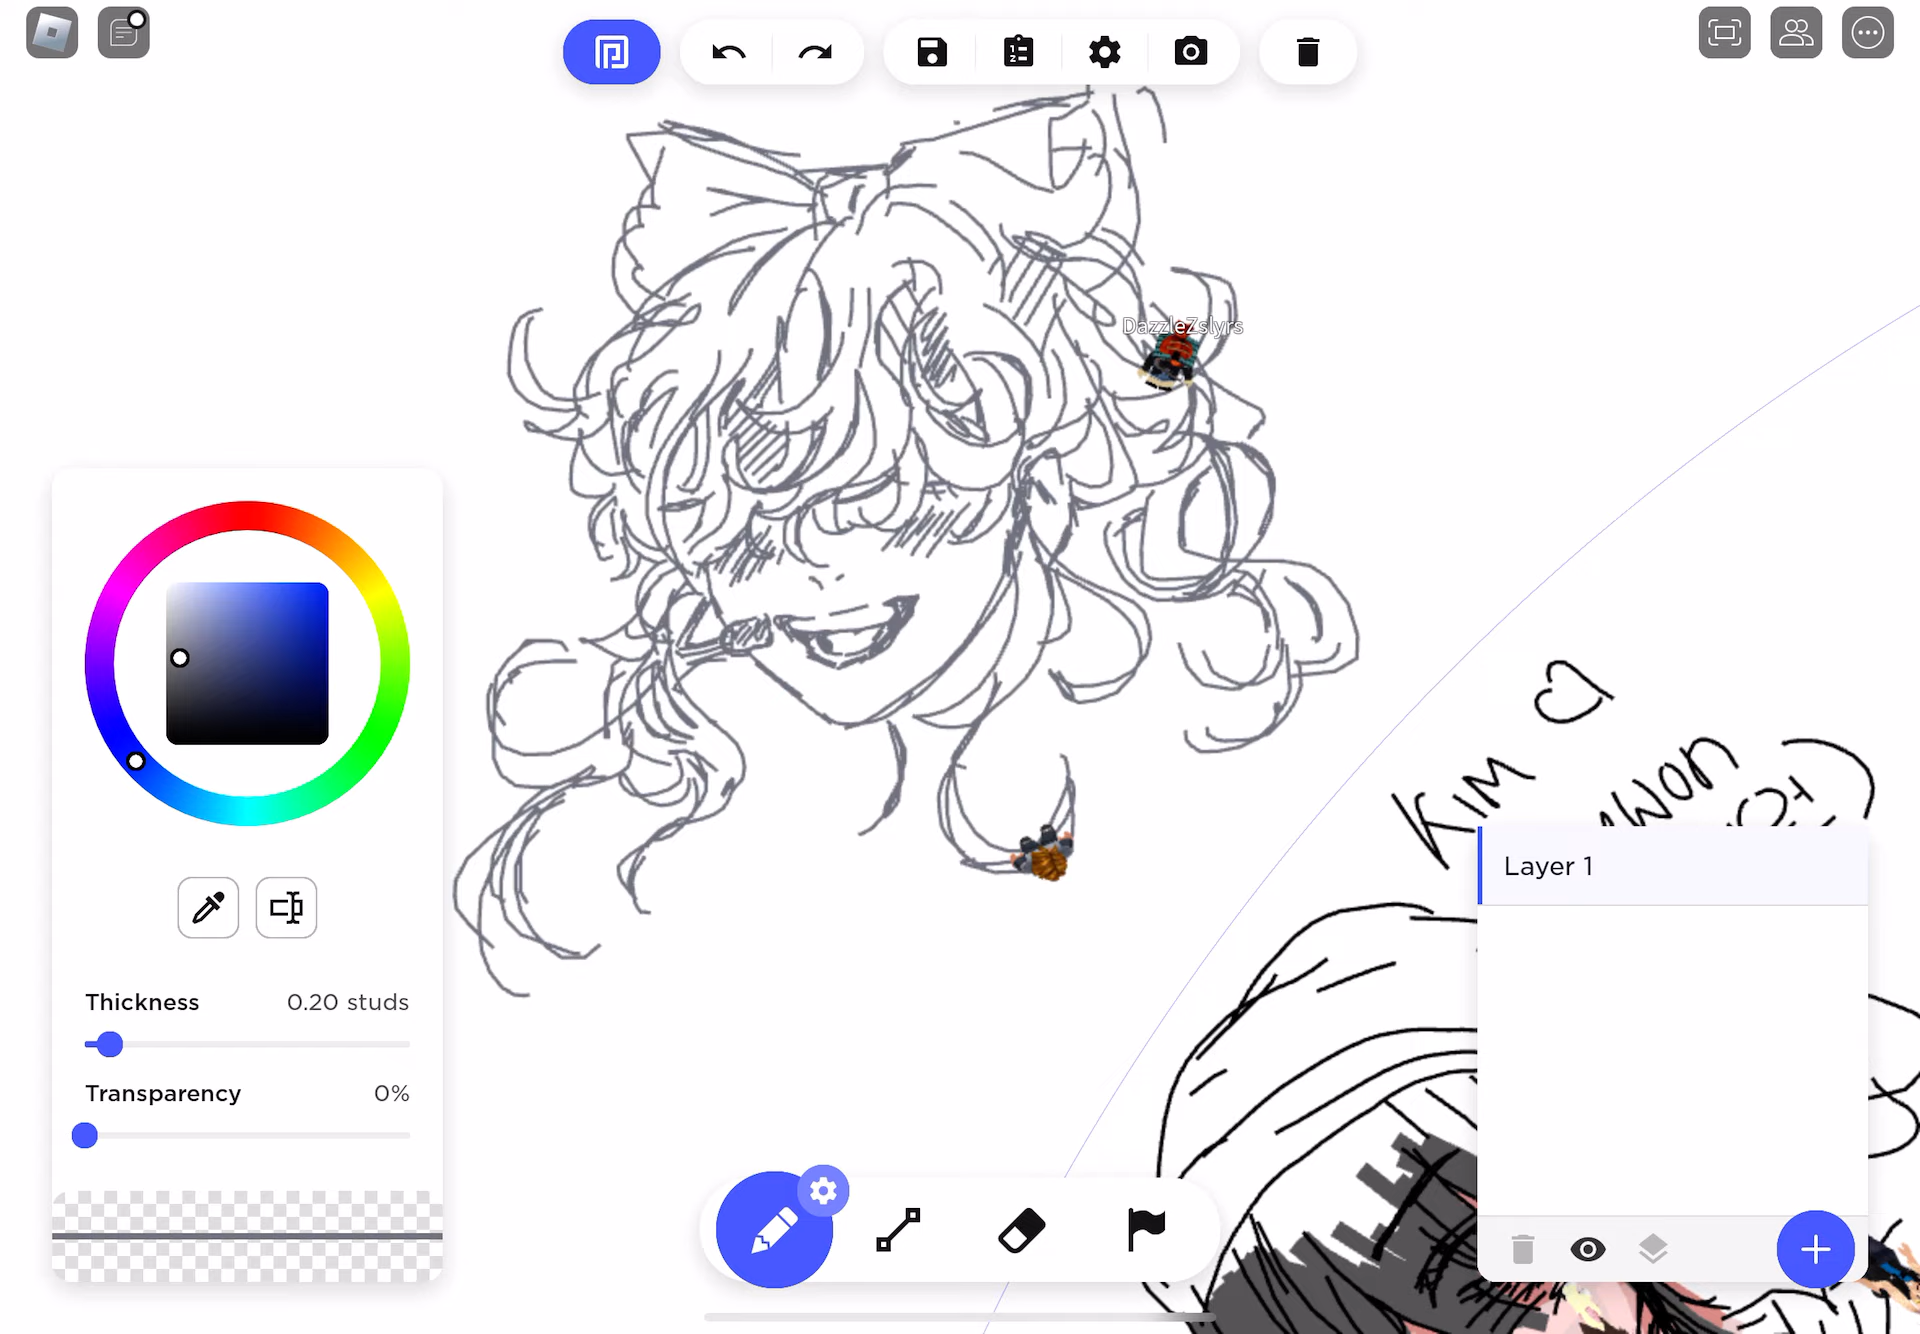 DazzleZslyrs
KIM
Layer 1
Thickness 0.20 studs
Transparency 0%